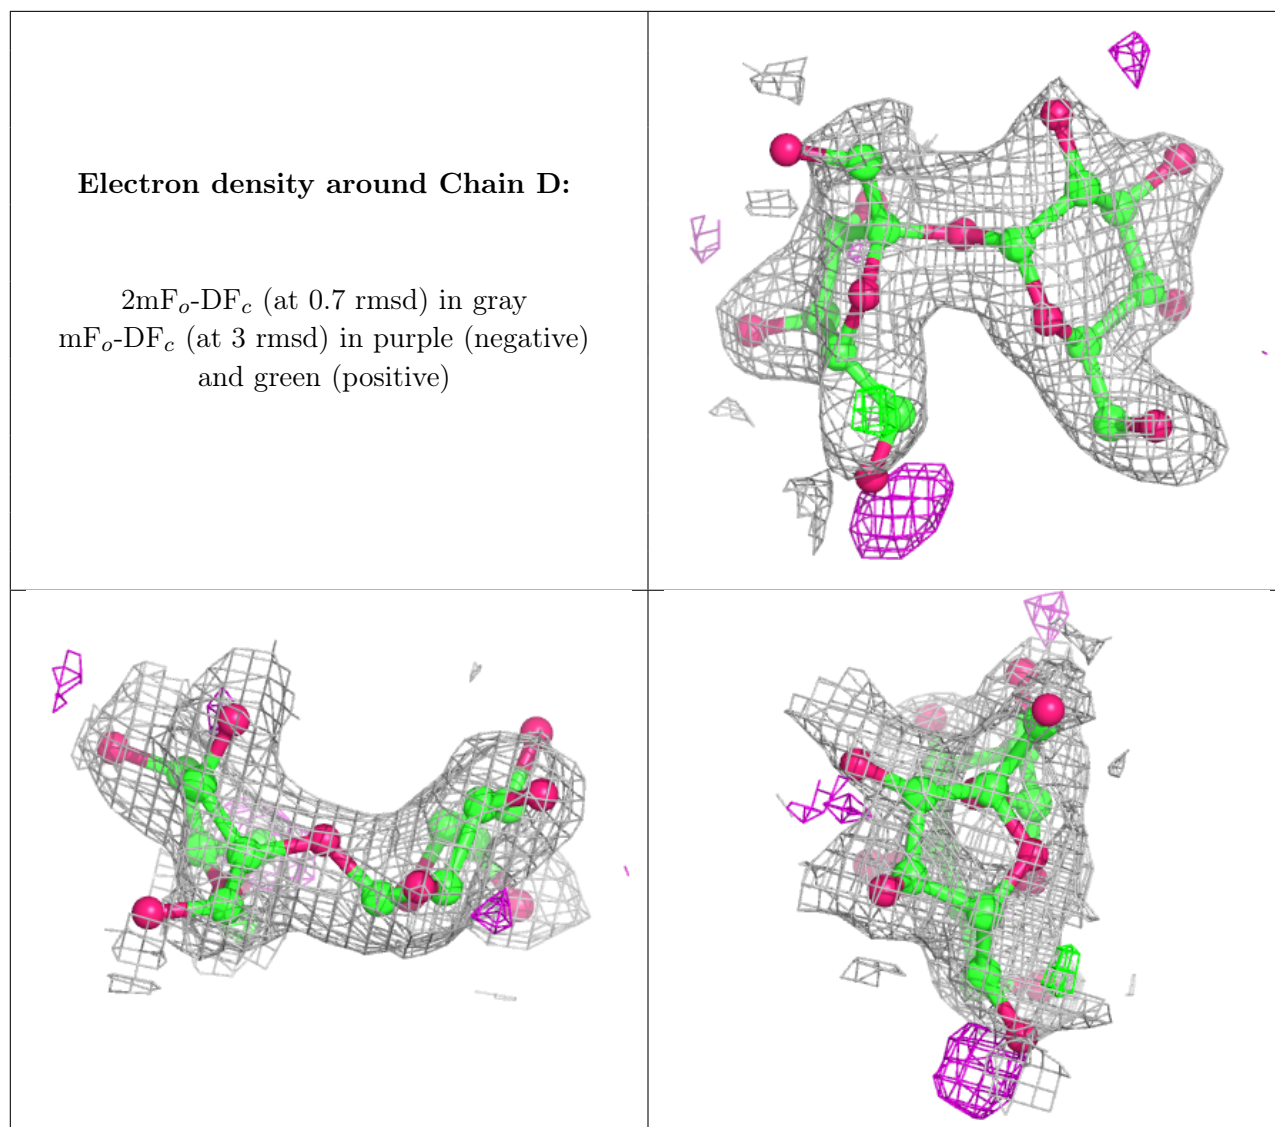 Electron density around Chain D:
2mFo-DFc (at 0.7 rmsd) in gray
mFo-DFc (at 3 rmsd) in purple (negative)
and green (positive)